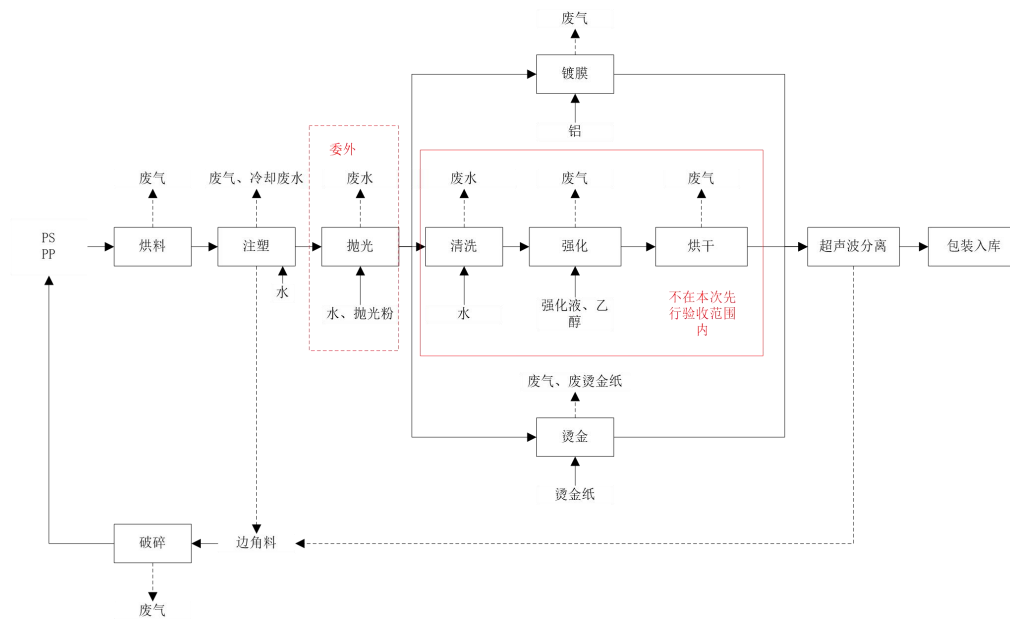 废气
镀膜
铝
委外
废气
废气、冷却废水
废水
废水
废气
废气
PS
PP
烘料
注塑
抛光
清洗
强化
烘干
超声波分离
包装入库
水
水、抛光粉
水
强化液、乙
醇
不在本次先
行验收范围
内
废气、废烫金纸
烫金
烫金纸
破碎
边角料
废气